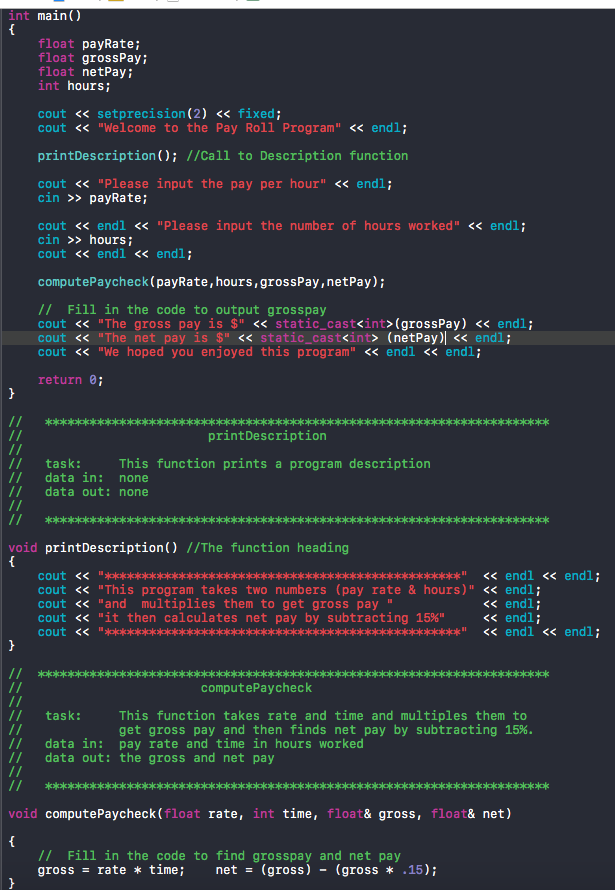 int main()
{
    float payRate;
    float grossPay;
    float netPay;
    int hours;

    cout << setprecision(2) << fixed;
    cout << "Welcome to the Pay Roll Program" << endl;

    printDescription(); //Call to Description function

    cout << "Please input the pay per hour" << endl;
    cin >> payRate;

    cout << endl << "Please input the number of hours worked" << endl;
    cin >> hours;
    cout << endl << endl;

    computePaycheck(payRate,hours,grossPay,netPay);

    //  Fill in the code to output grosspay
    cout << "The gross pay is $" << static_cast<int>(grossPay) << endl;
    cout << "The net pay is $" << static_cast<int> (netPay) << endl;
    cout << "We hoped you enjoyed this program" << endl << endl;

    return 0;
}

//   ********************************************************************
//                         printDescription
//
//   task:     This function prints a program description
//   data in:  none
//   data out: none
//
//   ********************************************************************

void printDescription() //The function heading
{
    cout << "************************************************"  << endl << endl;
    cout << "This program takes two numbers (pay rate & hours)" << endl;
    cout << "and  multiplies them to get gross pay "            << endl;
    cout << "it then calculates net pay by subtracting 15%"     << endl;
    cout << "************************************************"  << endl << endl;
}

//  *********************************************************************
//                        computePaycheck
//
//   task:     This function takes rate and time and multiples them to
//             get gross pay and then finds net pay by subtracting 15%.
//   data in:  pay rate and time in hours worked
//   data out: the gross and net pay
//
//   ********************************************************************

void computePaycheck(float rate, int time, float& gross, float& net)

{
    //  Fill in the code to find grosspay and net pay
    gross = rate * time;    net = (gross) - (gross * .15);
}